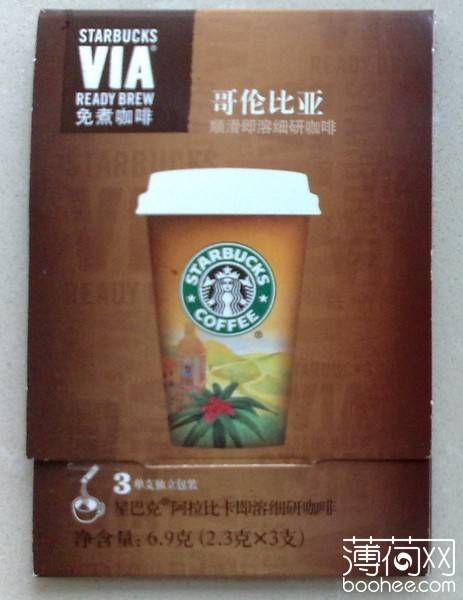 STARBUCKS
VIA®
READY BREW
免煮咖啡
哥伦比亚
顺滑即溶细研咖啡
STARBUCKS
COFFEE
®
3 单支独立包装
星巴克®阿拉比卡即溶细研咖啡
净含量: 6.9克 (2.3克×3支)
薄荷网
boohee.com